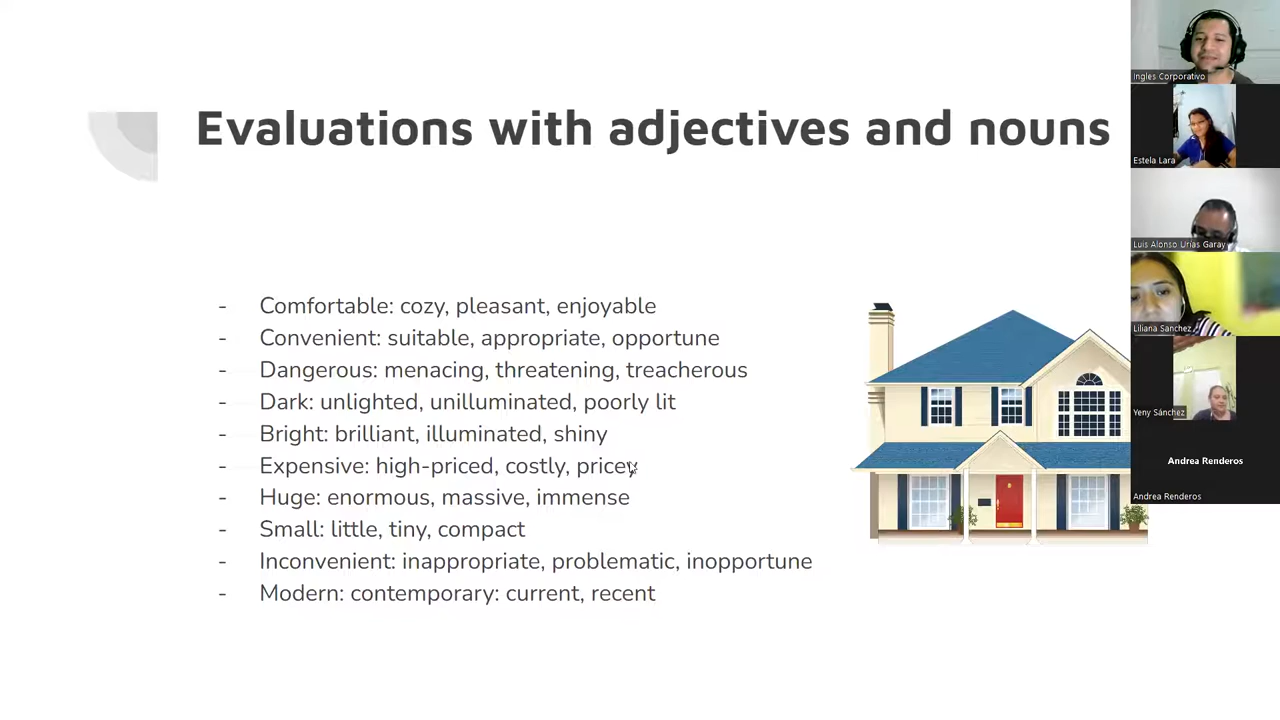 Evaluations with adjectives and nouns
- Comfortable: cozy, pleasant, enjoyable
- Convenient: suitable, appropriate, opportune
- Dangerous: menacing, threatening, treacherous
- Dark: unlighted, unilluminated, poorly lit
- Bright: brilliant, illuminated, shiny
- Expensive: high-priced, costly, pricey
- Huge: enormous, massive, immense
- Small: little, tiny, compact
- Inconvenient: inappropriate, problematic, inopportune
- Modern: contemporary: current, recent
Ingles Corporativo
Estela Lara
Luis Alonso Urías Garay
Liliana Sanchez
Yeny Sánchez
Andrea Renderos
Andrea Renderos